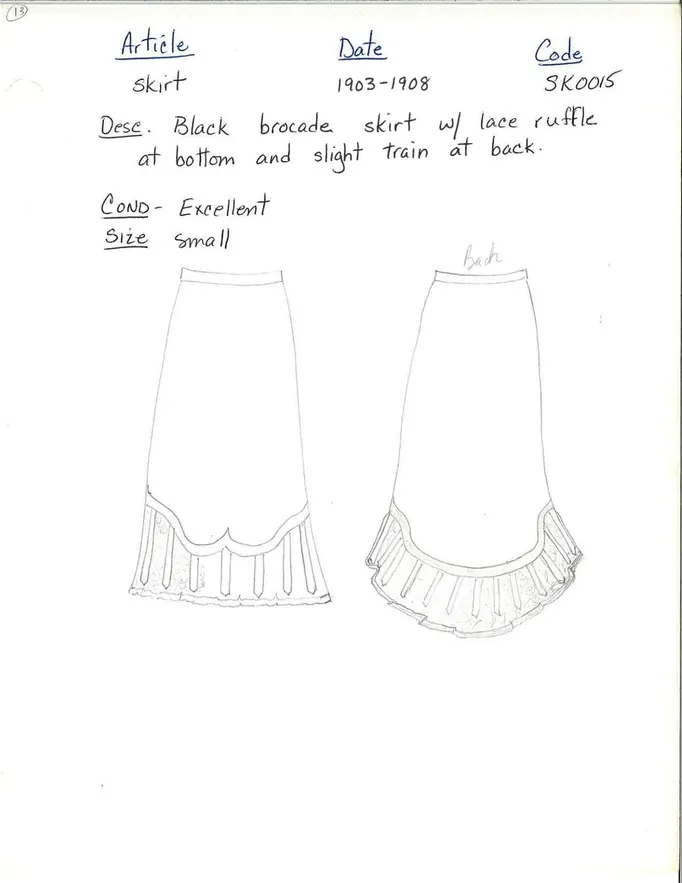 13
Article Date Code
Skirt 1903-1908 SK0015
Desc. Black brocade skirt w/ lace ruffle
at bottom and slight train at back.
COND - Excellent
Size small
Back